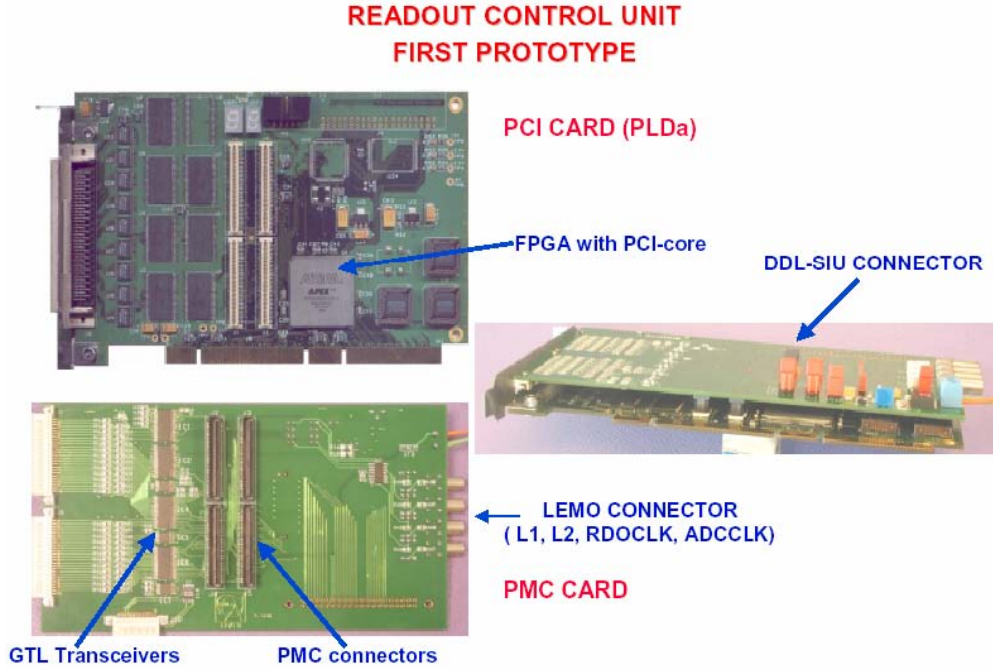 READOUT CONTROL UNIT
FIRST PROTOTYPE
PCI CARD (PLDa)
FPGA with PCI-core
DDL-SIU CONNECTOR
APEX
LEMO CONNECTOR
( L1, L2, RDOCLK, ADCCLK)
PMC CARD
GTL Transceivers
PMC connectors